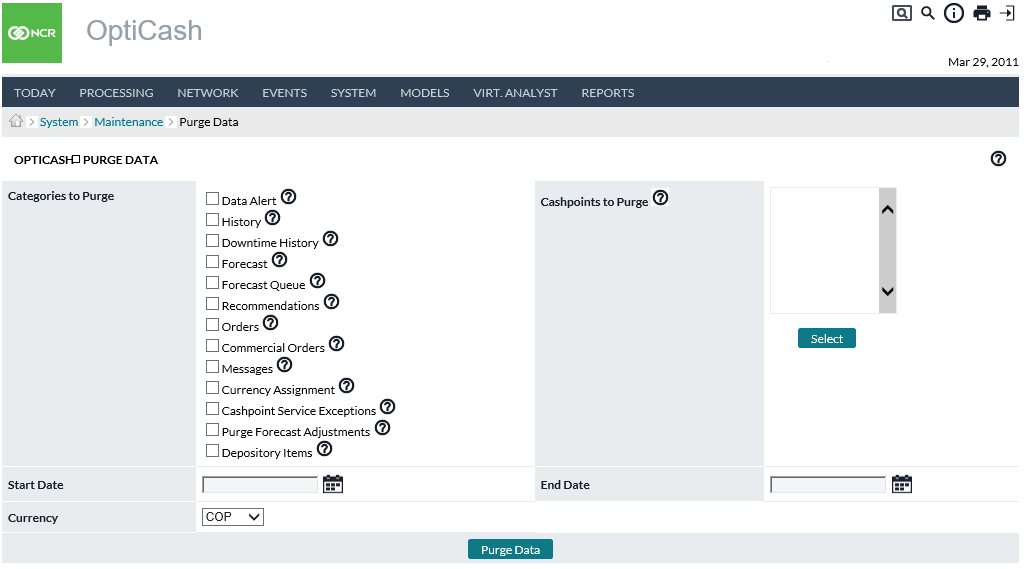 NCR
OptiCash
Mar 29, 2011
TODAY PROCESSING NETWORK EVENTS SYSTEM MODELS VIRT. ANALYST REPORTS
> System > Maintenance > Purge Data
OPTICASH□ PURGE DATA
Categories to Purge
Data Alert
History
Downtime History
Forecast
Forecast Queue
Recommendations
Orders
Commercial Orders
Messages
Currency Assignment
Cashpoint Service Exceptions
Purge Forecast Adjustments
Depository Items
Cashpoints to Purge
Select
Start Date
End Date
Currency
COP
Purge Data